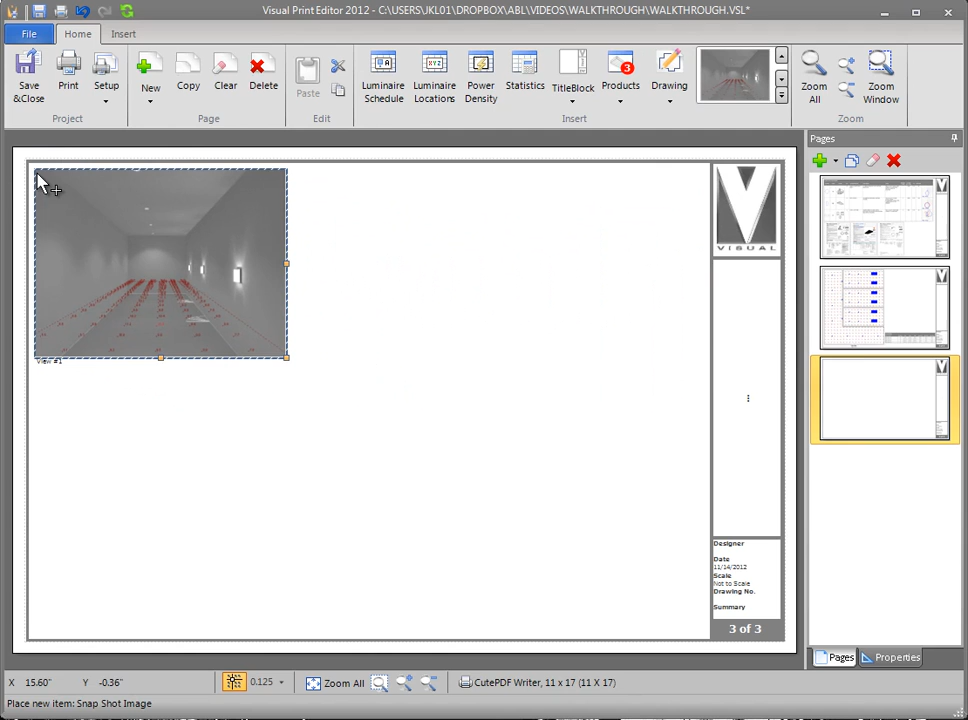 Visual Print Editor 2012 - C:\USERS\JKL01\DROPBOX\ABL\VIDEOS\WALKTHROUGH\WALKTHROUGH.VSL*
File Home Insert
Save &Close
Print
Setup
New
Copy
Clear
Delete
Paste
Luminaire Schedule
Luminaire Locations
Power Density
Statistics
TitleBlock
3
Products
Drawing
Zoom All
Zoom Window
Project
Page
Edit
Insert
Zoom
Pages
View #1
VISUAL
Designer
Date
11/14/2012
Scale
Not to Scale
Drawing No.
Summary
3 of 3
Pages Properties
X 15.60" Y -0.36" 0.125 Zoom All CutePDF Writer, 11 x 17 (11 X 17)
Place new item: Snap Shot Image